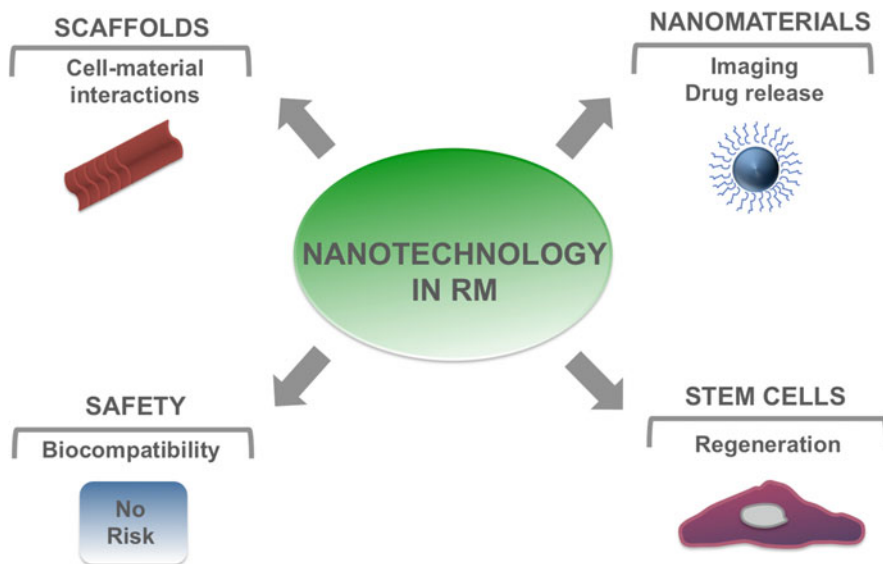 SCAFFOLDS
Cell-material
interactions
NANOMATERIALS
Imaging
Drug release
NANOTECHNOLOGY
IN RM
SAFETY
Biocompatibility
No
Risk
STEM CELLS
Regeneration